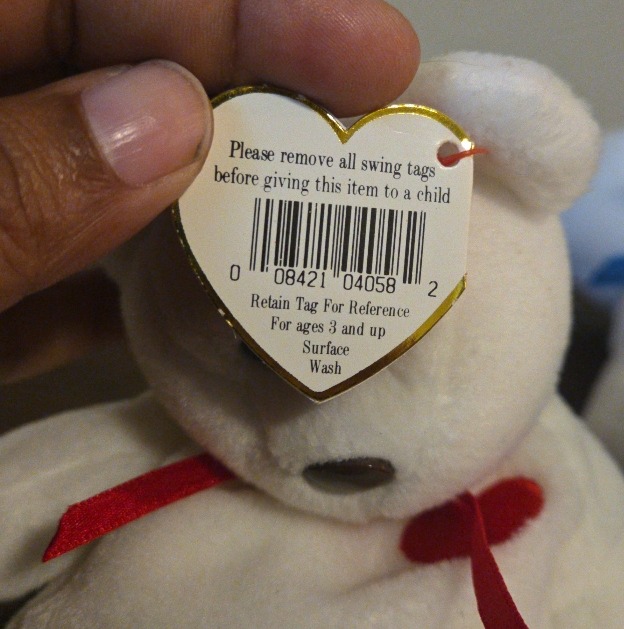 Please remove all swing tags
before giving this item to a child
0 08421 04058 2
Retain Tag For Reference
For ages 3 and up
Surface
Wash